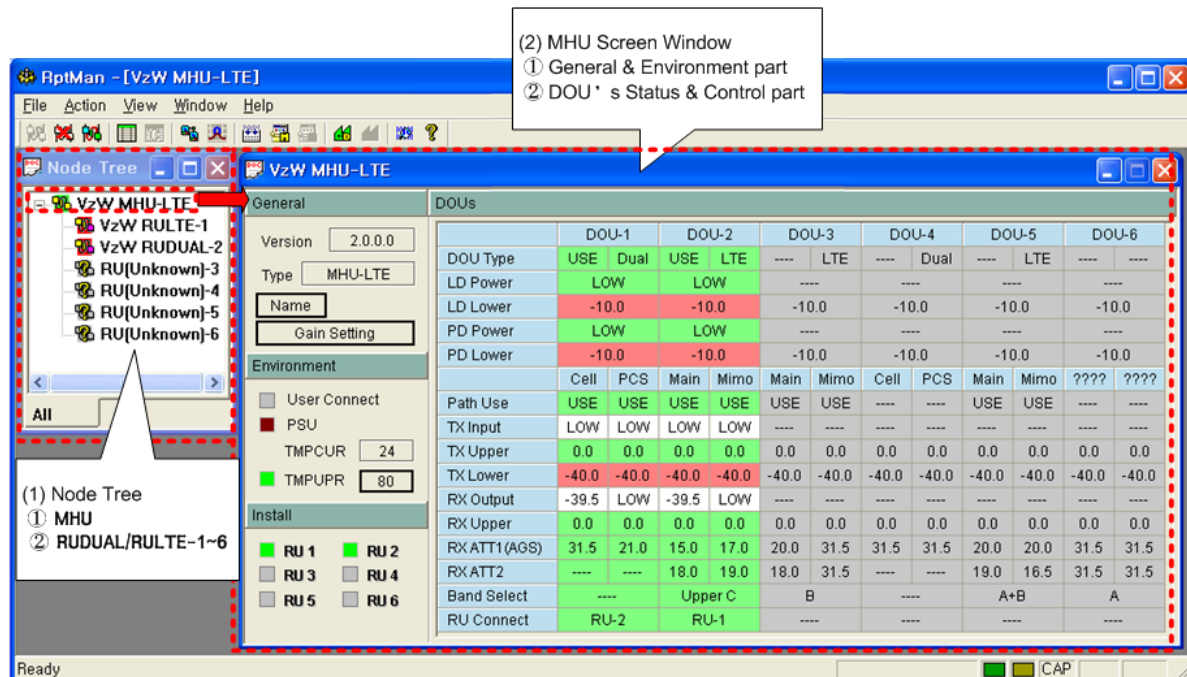 (2) MHU Screen Window
① General & Environment part
② DOU's Status & Control part
RptMan - [VzW MHU-LTE]
File Action View Window Help
Node Tree
VzW MHU-LTE
VzW RULTE-1
VzW RUDUAL-2
RU(Unknown)-3
RU(Unknown)-4
RU(Unknown)-5
RU(Unknown)-6
All
(1) Node Tree
① MHU
② RUDUAL/RULTE-1~6
VzW MHU-LTE
General
Version 2.0.0.0
Type MHU-LTE
Name
Gain Setting
Environment
User Connect
PSU
TMPCUR 24
TMPUPR 80
Install
RU 1 RU 2
RU 3 RU 4
RU 5 RU 6
DOUs
DOU-1 DOU-2 DOU-3 DOU-4 DOU-5 DOU-6
DOU Type USE Dual USE LTE ---- LTE ---- Dual ---- LTE ---- ----
LD Power LOW LOW ---- ---- ---- ----
LD Lower -10.0 -10.0 -10.0 -10.0 -10.0 -10.0
PD Power LOW LOW ---- ---- ---- ----
PD Lower -10.0 -10.0 -10.0 -10.0 -10.0 -10.0
Cell PCS Main Mimo Main Mimo Cell PCS Main Mimo ???? ????
Path Use USE USE USE USE USE USE ---- ---- USE USE ---- ----
TX Input LOW LOW LOW LOW ---- ---- ---- ---- ---- ---- ---- ----
TX Upper 0.0 0.0 0.0 0.0 0.0 0.0 0.0 0.0 0.0 0.0 0.0 0.0
TX Lower -40.0 -40.0 -40.0 -40.0 -40.0 -40.0 -40.0 -40.0 -40.0 -40.0 -40.0 -40.0
RX Output -39.5 LOW -39.5 LOW ---- ---- ---- ---- ---- ---- ---- ----
RX Upper 0.0 0.0 0.0 0.0 0.0 0.0 0.0 0.0 0.0 0.0 0.0 0.0
RX ATT1(AGS) 31.5 21.0 15.0 17.0 20.0 31.5 31.5 31.5 20.0 20.0 31.5 31.5
RX ATT2 ---- ---- 18.0 19.0 18.0 31.5 ---- ---- 19.0 16.5 31.5 31.5
Band Select ---- Upper C B ---- A+B A
RU Connect RU-2 RU-1 ---- ---- ---- ----
Ready
CAP